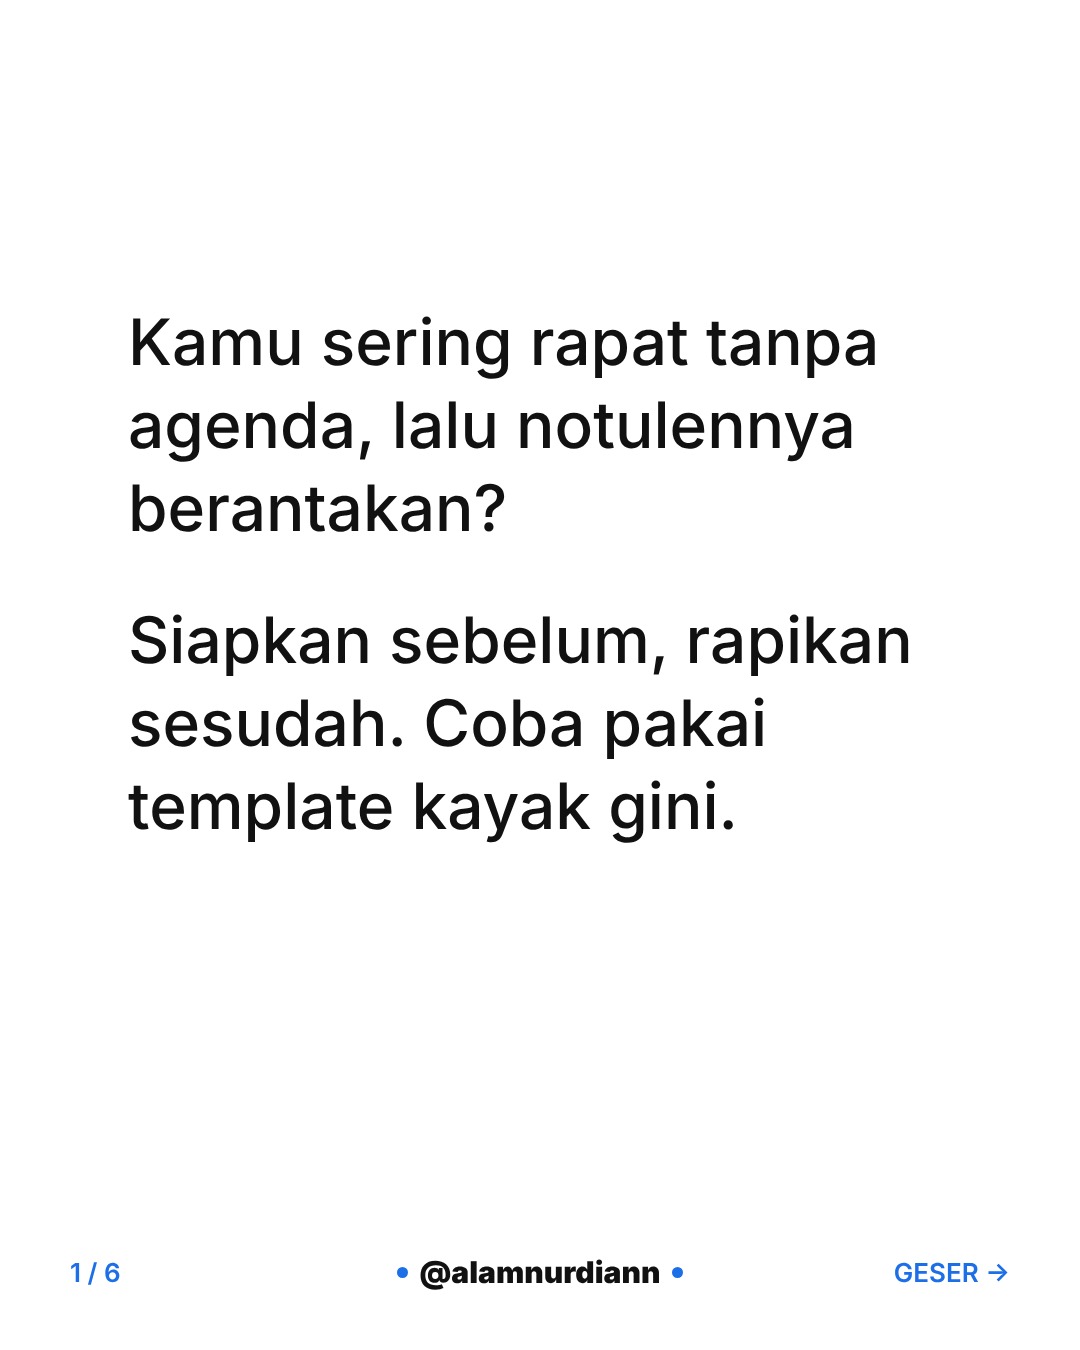 Kamu sering rapat tanpa
agenda, lalu notulennya
berantakan?
Siapkan sebelum, rapikan
sesudah. Coba pakai
template kayak gini.
1 / 6
• @alamnurdiann •
GESER →